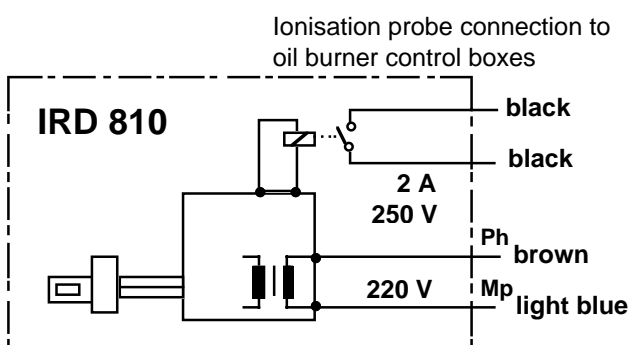 Ionisation probe connection to
oil burner control boxes
IRD 810
black
black
2 A
250 V
Ph
brown
220 V
Mp
light blue